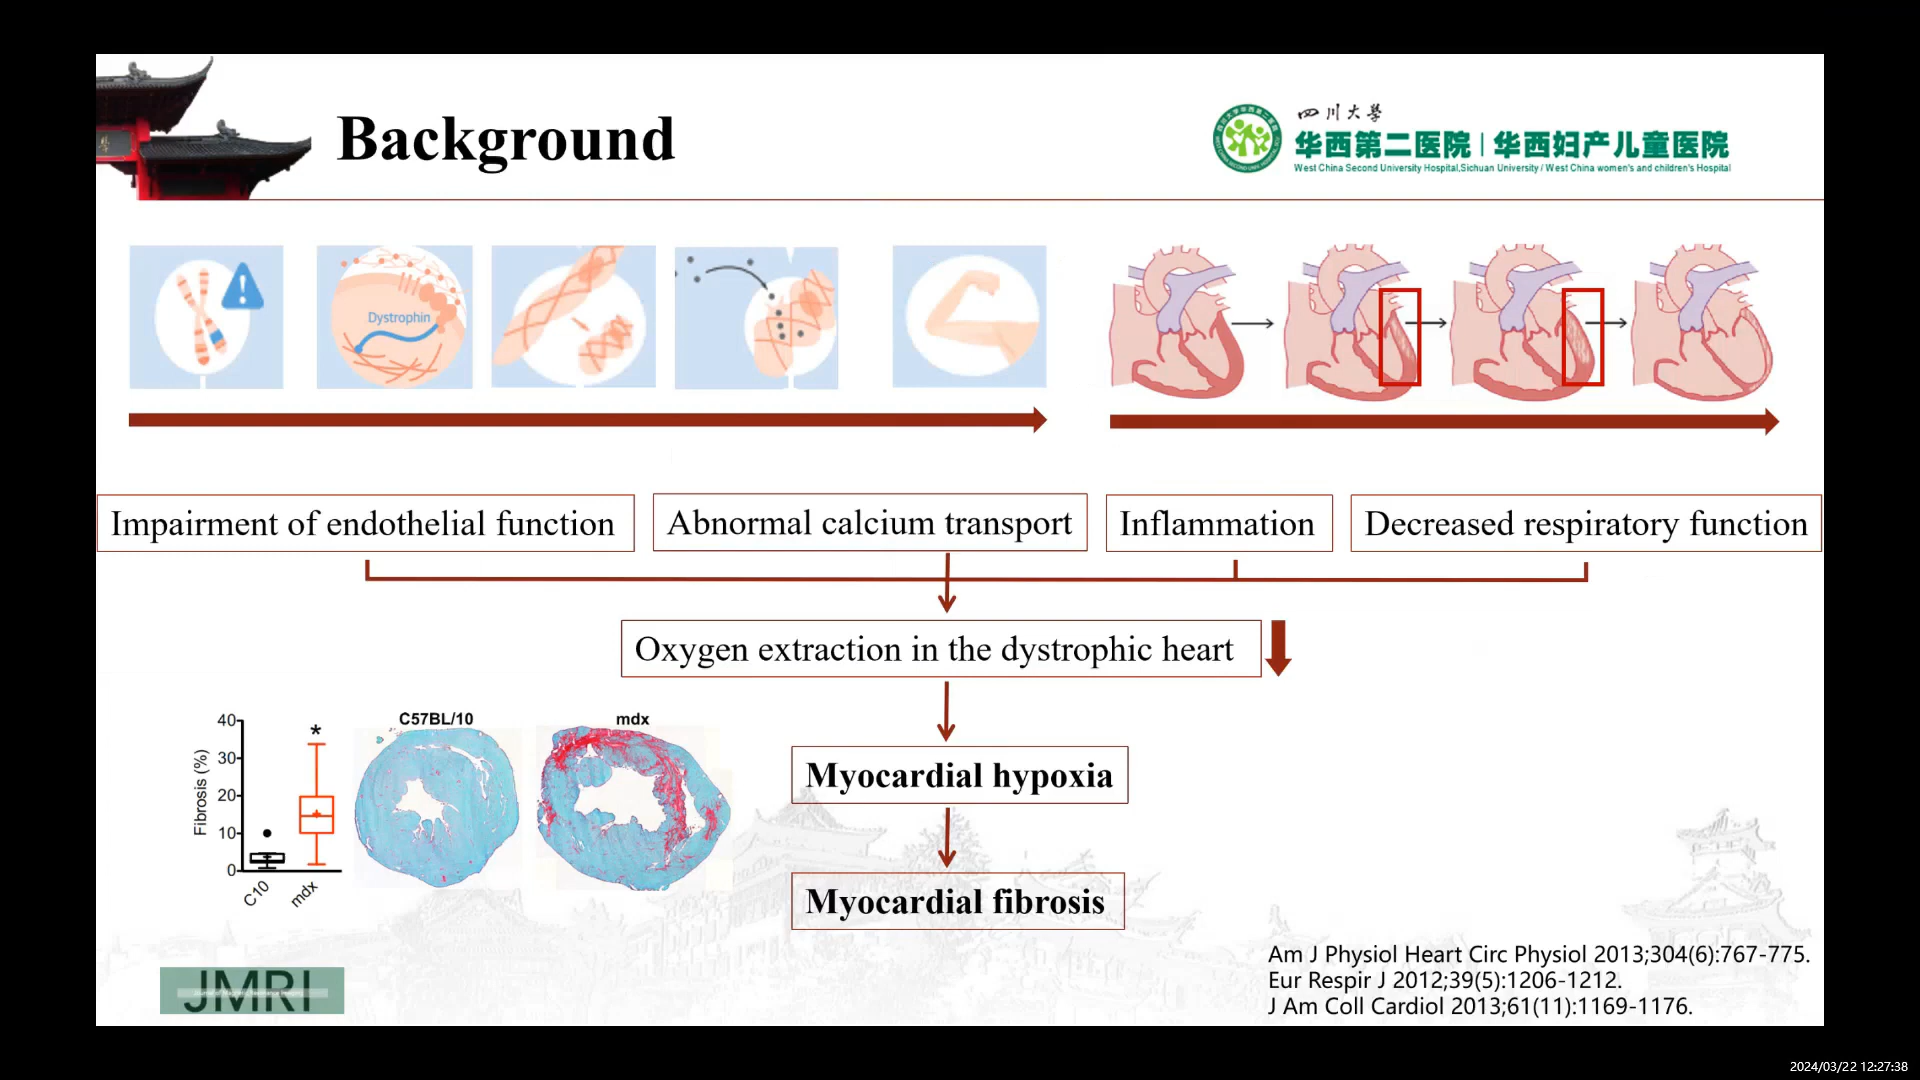 Background
四川大學
华西第二医院 | 华西妇产儿童医院
West China Second University Hospital,Sichuan University / West China women's and children's Hospital
Dystrophin
Impairment of endothelial function
Abnormal calcium transport
Inflammation
Decreased respiratory function
Oxygen extraction in the dystrophic heart
Myocardial hypoxia
Myocardial fibrosis
Fibrosis (%)
40
30
20
10
0
*
C10
mdx
C57BL/10
mdx
JMRI
Am J Physiol Heart Circ Physiol 2013;304(6):767-775.
Eur Respir J 2012;39(5):1206-1212.
J Am Coll Cardiol 2013;61(11):1169-1176.
2024/03/22 12:27:38